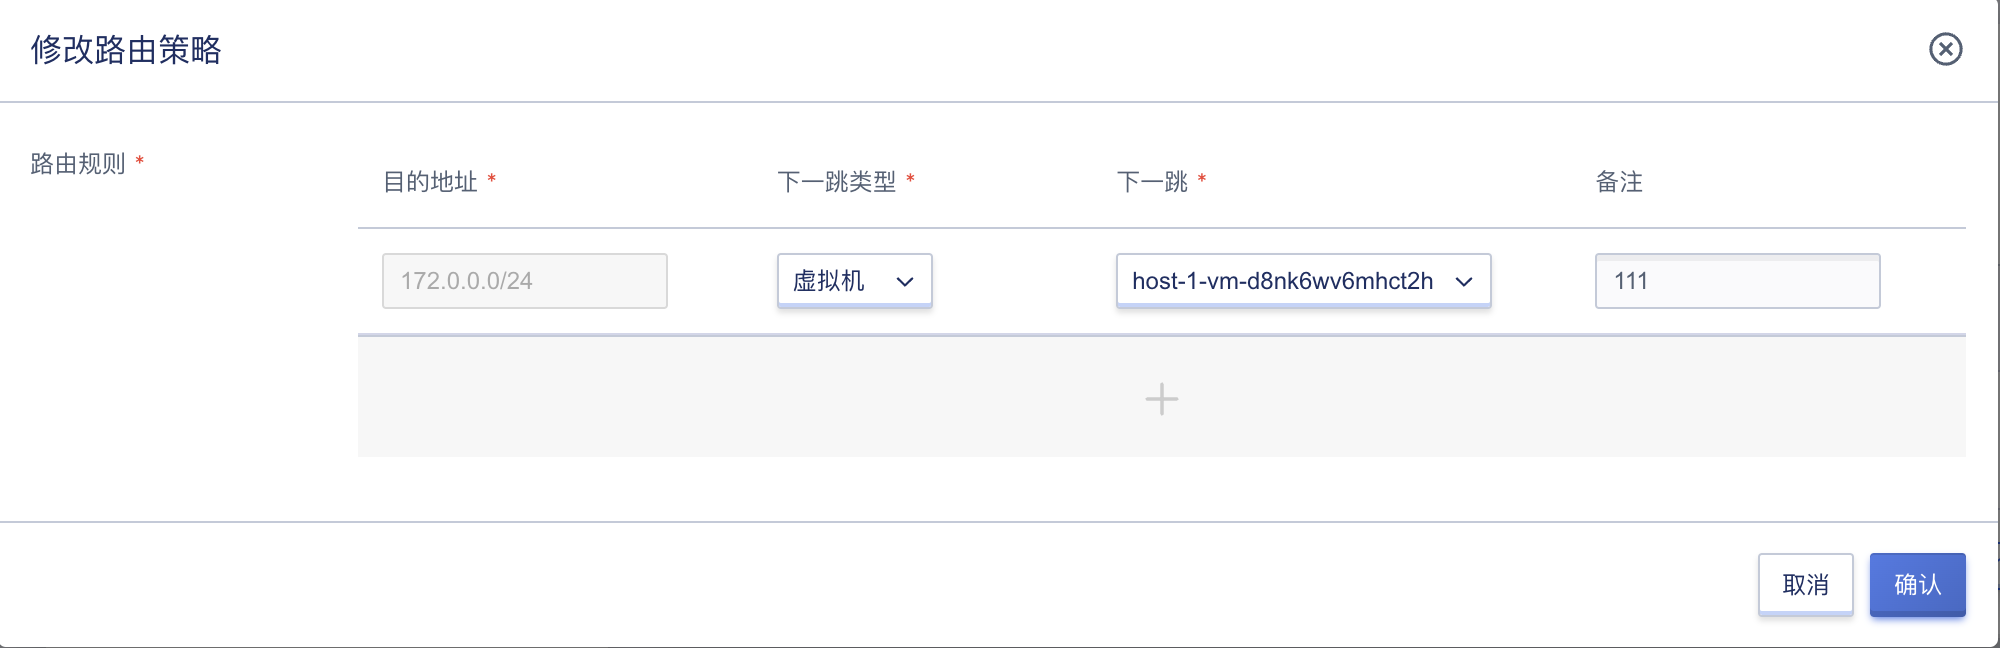 修改路由策略
路由规则 *
目的地址 * 下一跳类型 * 下一跳 * 备注
172.0.0.0/24 虚拟机 host-1-vm-d8nk6wv6mhct2h 111
取消 确认